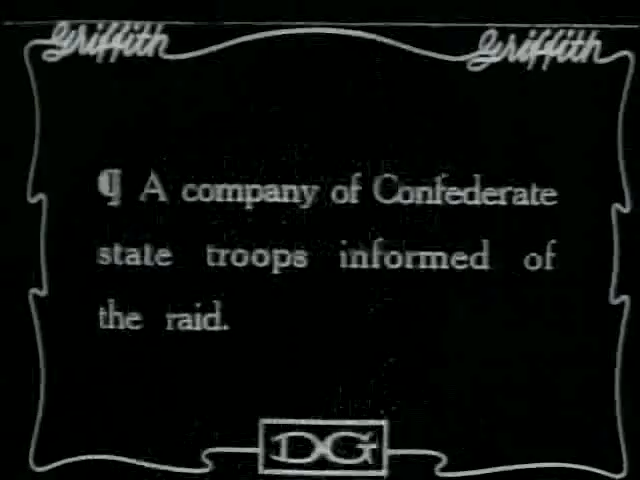 Griffith Griffith
¶ A company of Confederate
state troops informed of
the raid.
DG